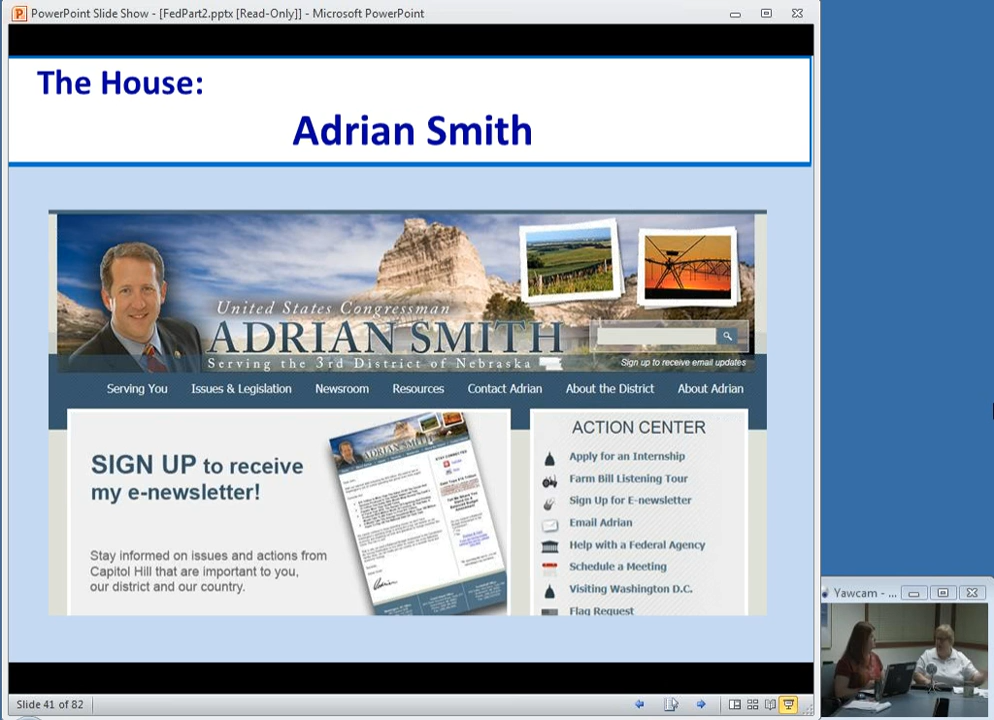 PowerPoint Slide Show - [FedPart2.pptx [Read-Only]] - Microsoft PowerPoint
The House:
Adrian Smith
United States Congressman
ADRIAN SMITH
Serving the 3rd District of Nebraska
Sign up to receive email updates
Serving You Issues & Legislation Newsroom Resources Contact Adrian About the District About Adrian
SIGN UP to receive
my e-newsletter!
Stay informed on issues and actions from
Capitol Hill that are important to you,
our district and our country.
ADRIAN SMITH
ACTION CENTER
Apply for an Internship
Farm Bill Listening Tour
Sign Up for E-newsletter
Email Adrian
Help with a Federal Agency
Schedule a Meeting
Visiting Washington D.C.
Flag Request
Yawcam - ...
Slide 41 of 82